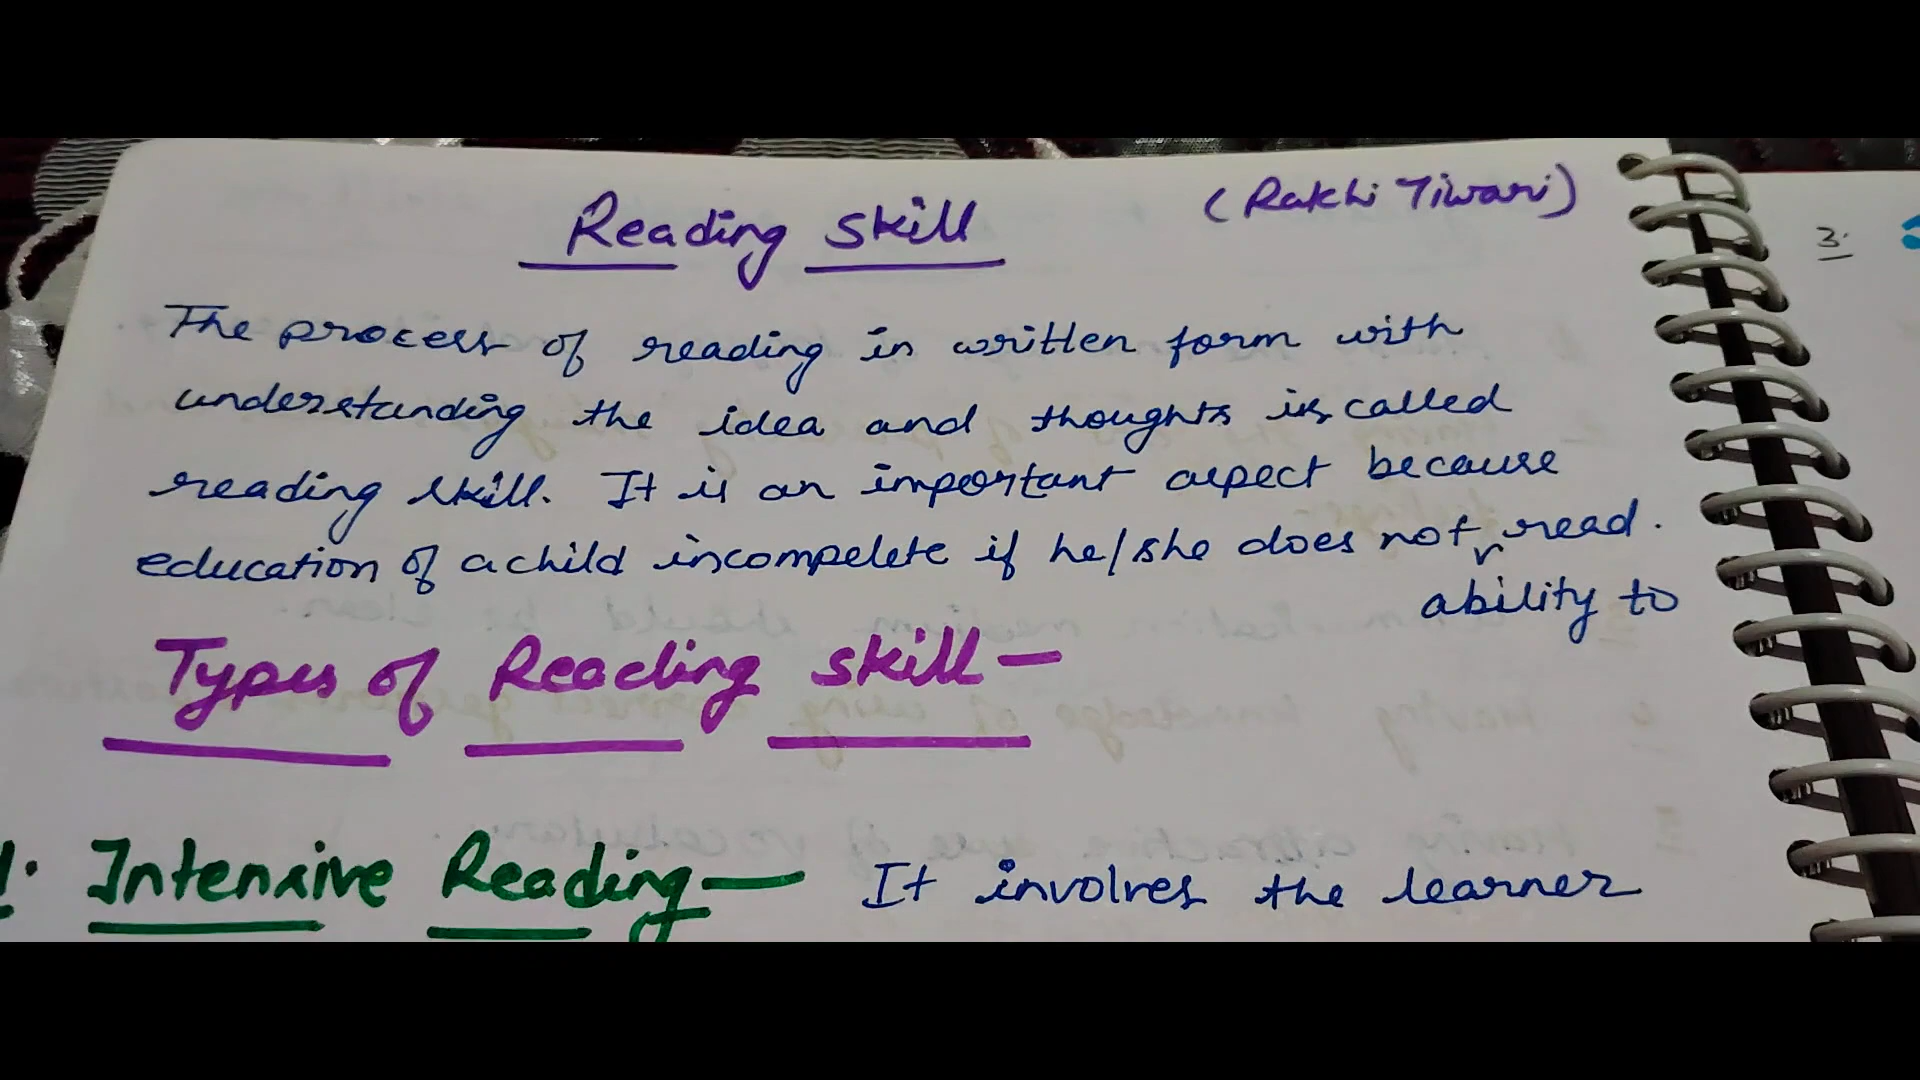 Reading skill (Rakhi Tiwari)
The process of reading in written form with
understanding the idea and thoughts is called
reading skill. It is an important aspect because
education of a child incompelete if he/she does not read.
ability to
Types of Reading skill—
1. Intensive Reading— It involves the learner
3.